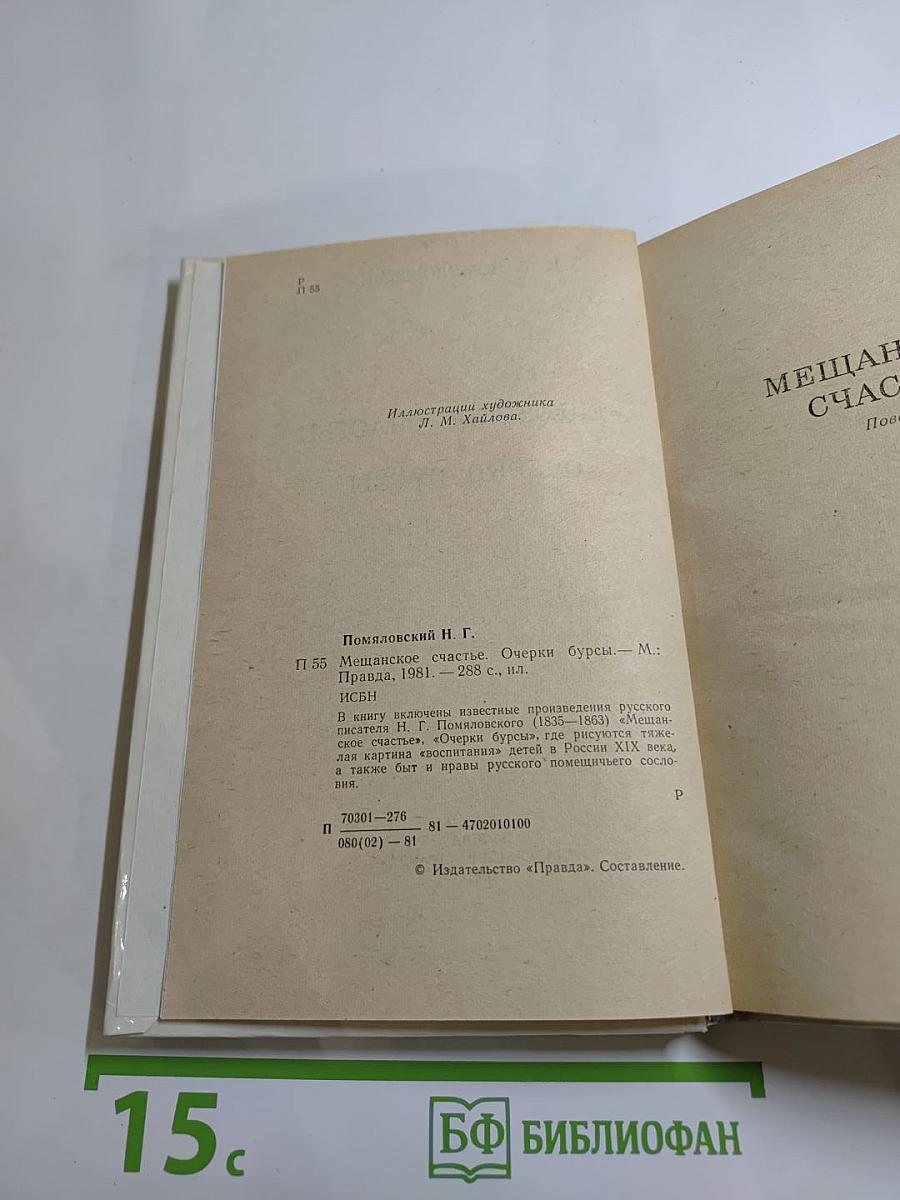 Р
П 55
Иллюстрации художника
Л. М. Хайлова.
Помяловский Н. Г.
П 55 Мещанское счастье. Очерки бурсы.— М.:
Правда, 1981. — 288 с., ил.
ИСБН
В книгу включены известные произведения русского
писателя Н. Г. Помяловского (1835—1863) «Мещан-
ское счастье», «Очерки бурсы», где рисуются тяже-
лая картина «воспитания» детей в России XIX века,
а также быт и нравы русского помещичьего сосло-
вия.
Р
П 70301—276
080(02) — 81
81 — 4702010100
© Издательство «Правда». Составление.
МЕЩАН
СЧАС
Пове
15 с
БФ БИБЛИОФАН